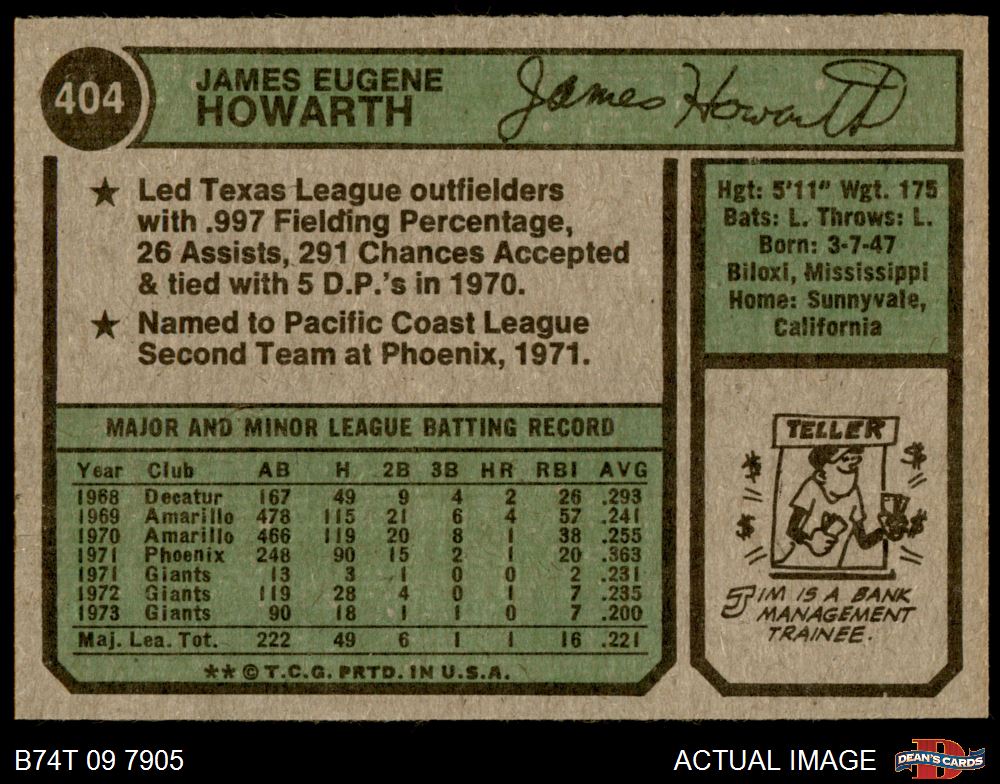 404
JAMES EUGENE
HOWARTH
James Howarth
★ Led Texas League outfielders
with .997 Fielding Percentage,
26 Assists, 291 Chances Accepted
& tied with 5 D.P.'s in 1970.
★ Named to Pacific Coast League
Second Team at Phoenix, 1971.
Hgt: 5'11" Wgt. 175
Bats: L. Throws: L.
Born: 3-7-47
Biloxi, Mississippi
Home: Sunnyvale,
California
MAJOR AND MINOR LEAGUE BATTING RECORD
Year Club AB H 2B 3B HR RBI AVG
1968 Decatur 167 49 9 4 2 26 .293
1969 Amarillo 478 115 21 6 4 57 .241
1970 Amarillo 466 119 20 8 1 38 .255
1971 Phoenix 248 90 15 2 1 20 .363
1971 Giants 13 3 1 0 0 2 .231
1972 Giants 119 28 4 0 1 7 .235
1973 Giants 90 18 1 1 0 7 .200
Maj. Lea. Tot. 222 49 6 1 1 16 .221
** © T.C.G. PRTD. IN U.S.A.
TELLER
$ $
$ $
JIM IS A BANK
MANAGEMENT
TRAINEE.
B74T 09 7905
ACTUAL IMAGE
DEAN'S CARDS